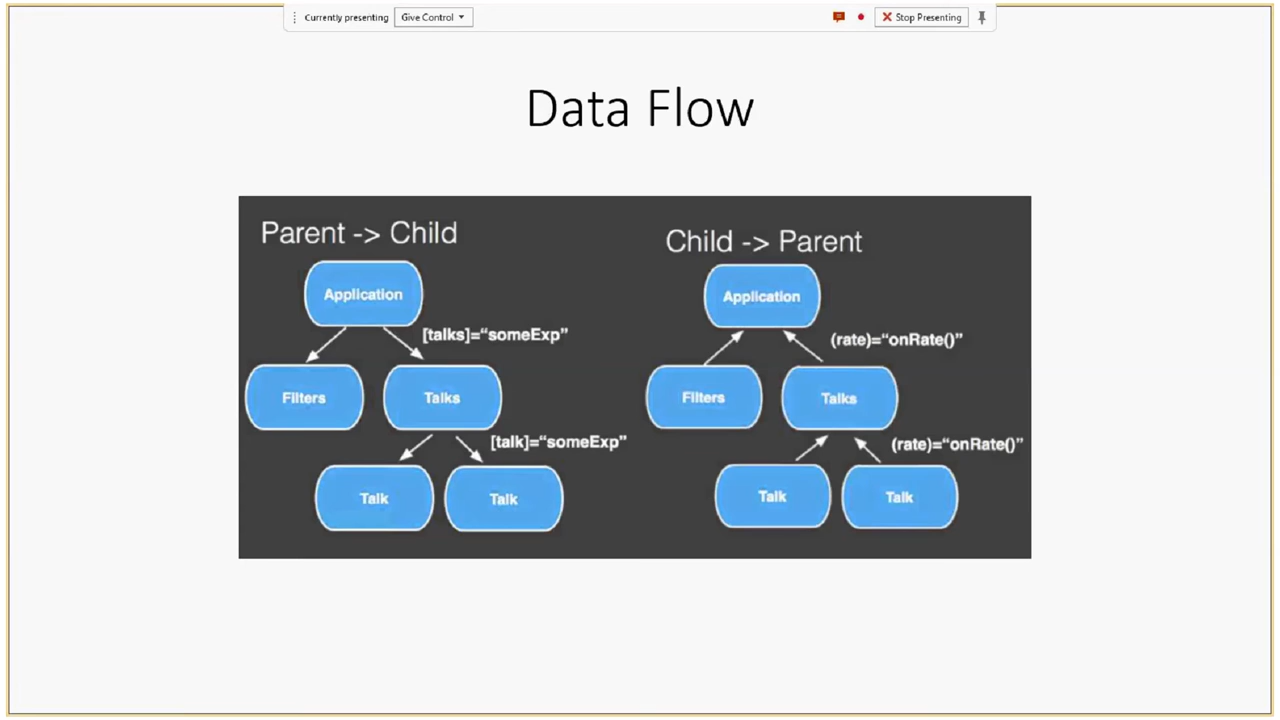 Currently presenting
Give Control
Stop Presenting
Data Flow
Parent -> Child
Application
[talks]=“someExp”
Filters
Talks
[talk]=“someExp”
Talk
Talk
Child -> Parent
Application
(rate)=“onRate()”
Filters
Talks
(rate)=“onRate()”
Talk
Talk